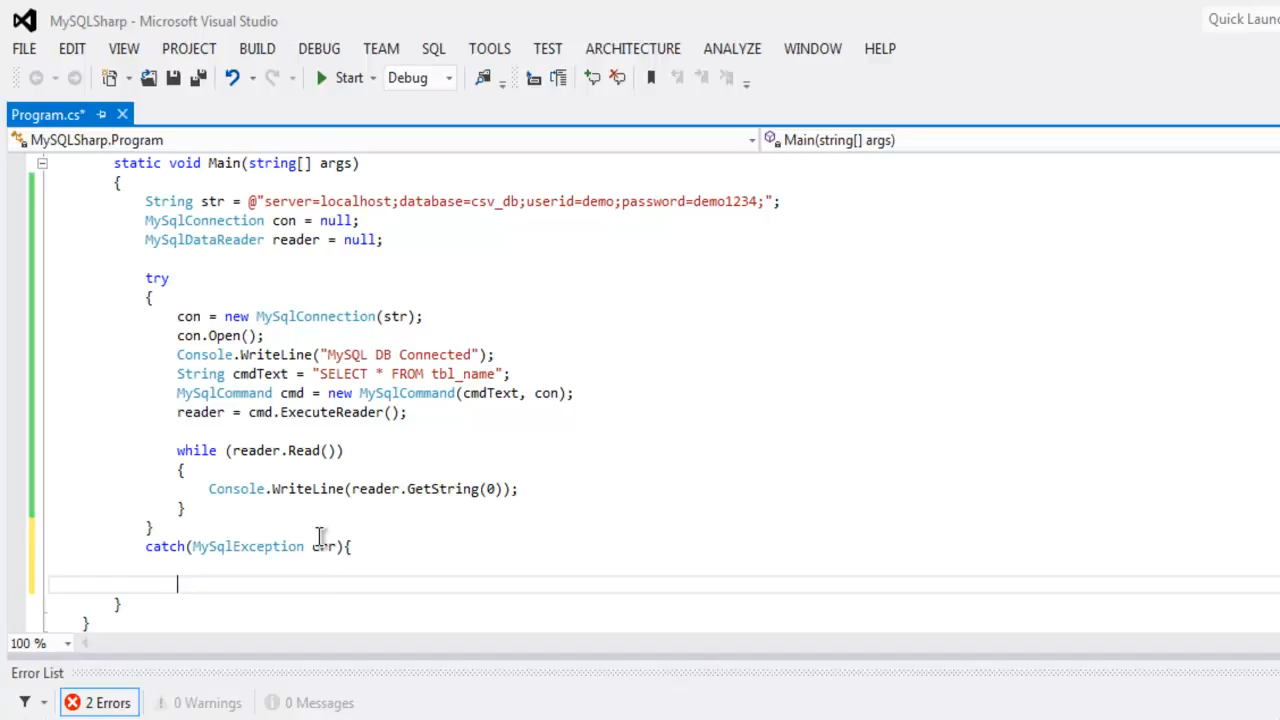 MySQLSharp - Microsoft Visual Studio
Quick Laun
FILE EDIT VIEW PROJECT BUILD DEBUG TEAM SQL TOOLS TEST ARCHITECTURE ANALYZE WINDOW HELP
Start Debug
Program.cs*
MySQLSharp.Program Main(string[] args)
static void Main(string[] args)
{
String str = @"server=localhost;database=csv_db;userid=demo;password=demo1234;";
MySqlConnection con = null;
MySqlDataReader reader = null;
try
{
con = new MySqlConnection(str);
con.Open();
Console.WriteLine("MySQL DB Connected");
String cmdText = "SELECT * FROM tbl_name";
MySqlCommand cmd = new MySqlCommand(cmdText, con);
reader = cmd.ExecuteReader();
while (reader.Read())
{
Console.WriteLine(reader.GetString(0));
}
}
catch(MySqlException err){
}
}
100 %
Error List
2 Errors 0 Warnings 0 Messages